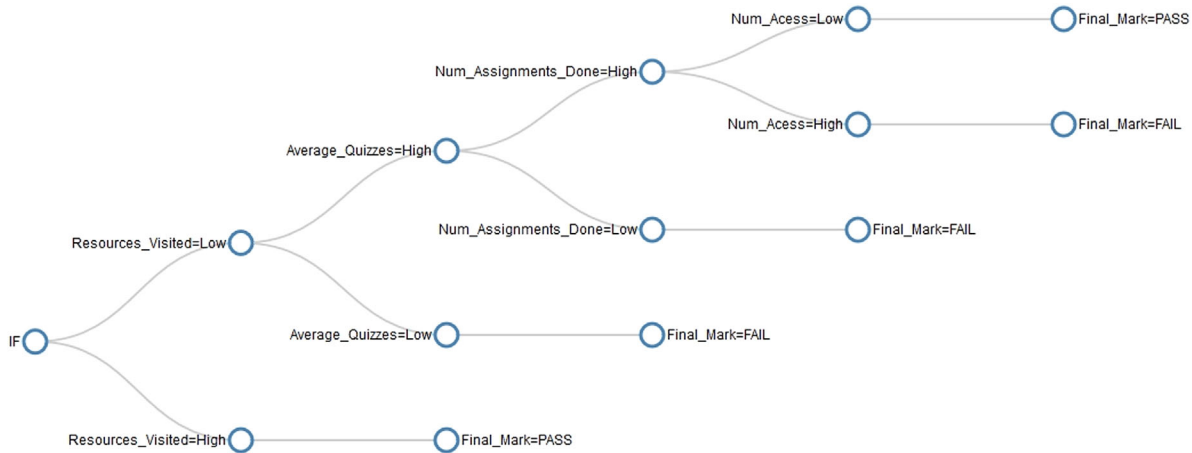 Num_Acess=Low Final_Mark=PASS
Num_Assignments_Done=High
Num_Acess=High Final_Mark=FAIL
Average_Quizzes=High
Num_Assignments_Done=Low Final_Mark=FAIL
Resources_Visited=Low
Average_Quizzes=Low Final_Mark=FAIL
IF
Resources_Visited=High Final_Mark=PASS